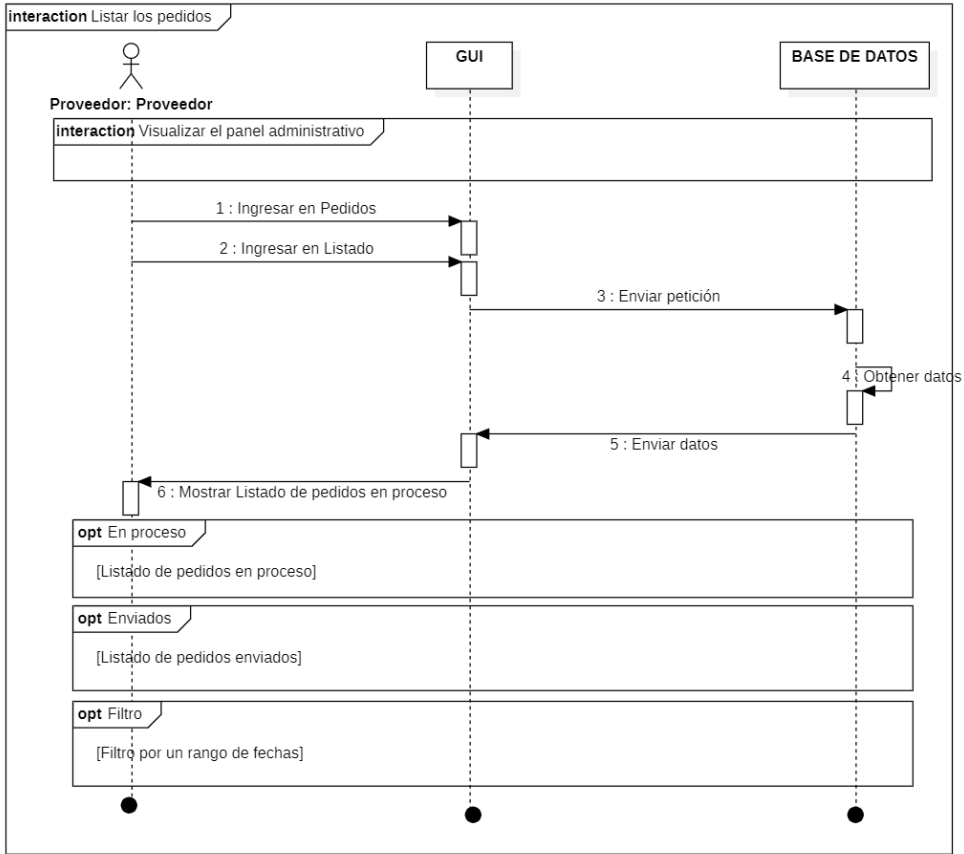 interaction Listar los pedidos
GUI
BASE DE DATOS
Proveedor: Proveedor
interaction Visualizar el panel administrativo
1 : Ingresar en Pedidos
2 : Ingresar en Listado
3 : Enviar petición
4 : Obtener datos
5 : Enviar datos
6 : Mostrar Listado de pedidos en proceso
opt En proceso
[Listado de pedidos en proceso]
opt Enviados
[Listado de pedidos enviados]
opt Filtro
[Filtro por un rango de fechas]